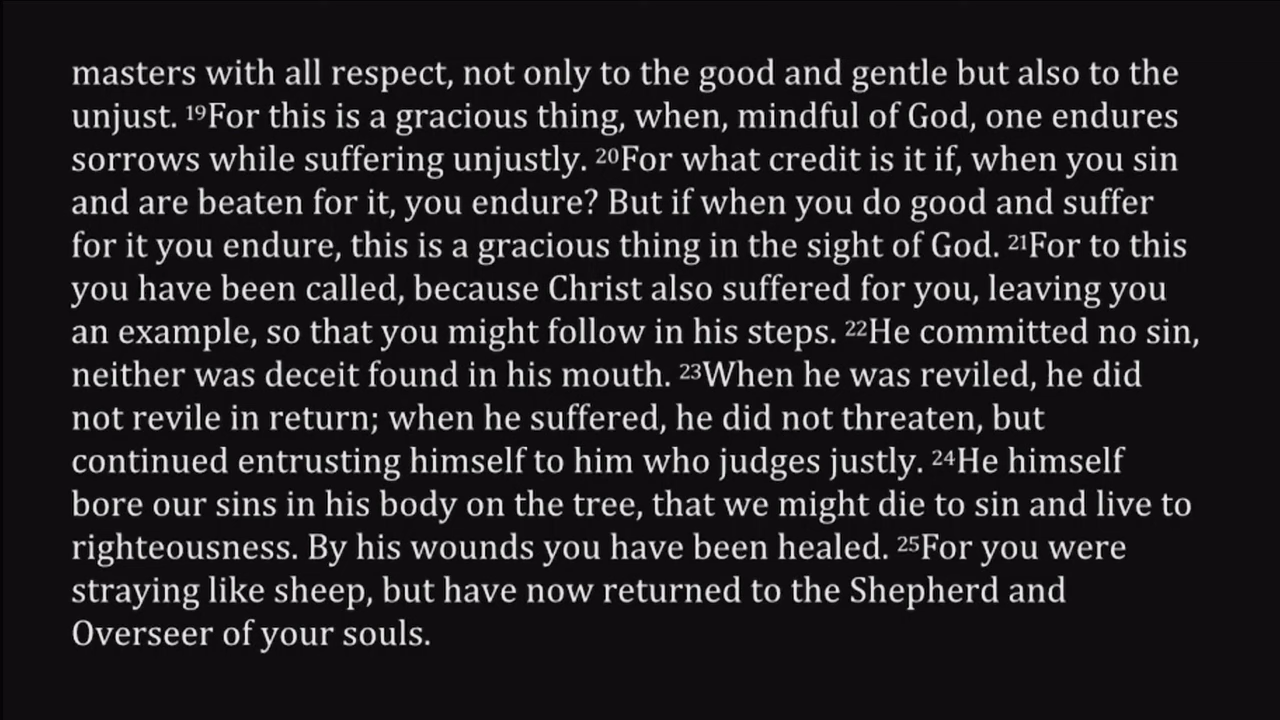 masters with all respect, not only to the good and gentle but also to the
unjust. ¹⁹For this is a gracious thing, when, mindful of God, one endures
sorrows while suffering unjustly. ²⁰For what credit is it if, when you sin
and are beaten for it, you endure? But if when you do good and suffer
for it you endure, this is a gracious thing in the sight of God. ²¹For to this
you have been called, because Christ also suffered for you, leaving you
an example, so that you might follow in his steps. ²²He committed no sin,
neither was deceit found in his mouth. ²³When he was reviled, he did
not revile in return; when he suffered, he did not threaten, but
continued entrusting himself to him who judges justly. ²⁴He himself
bore our sins in his body on the tree, that we might die to sin and live to
righteousness. By his wounds you have been healed. ²⁵For you were
straying like sheep, but have now returned to the Shepherd and
Overseer of your souls.